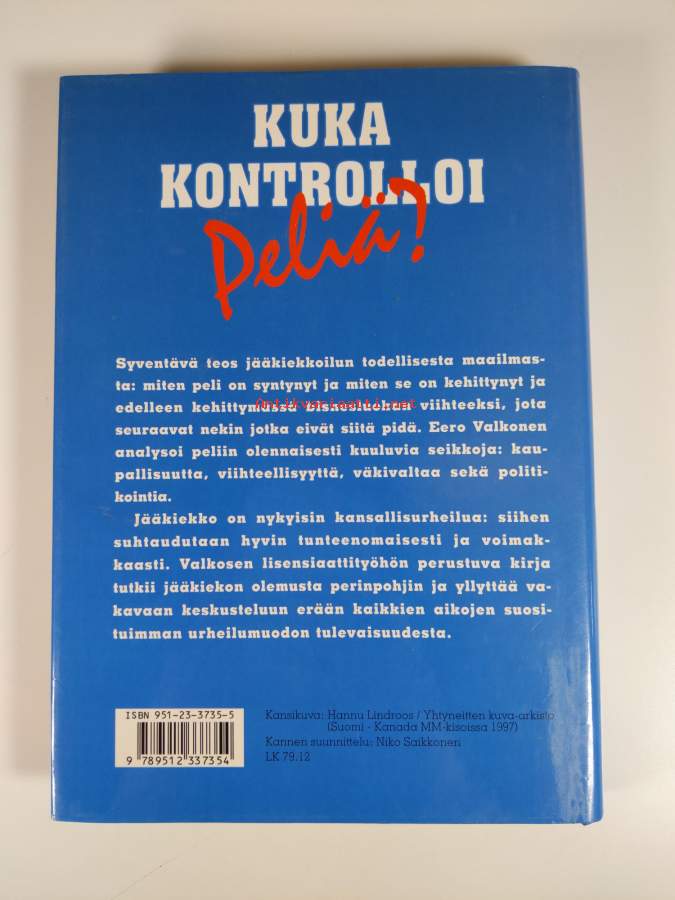 KUKA
KONTROLLOI
Peliä?
Syventävä teos jääkiekkoilun todellisesta maailmas-
ta: miten peli on syntynyt ja miten se on kehittynyt ja
edelleen kehittymässä sirkusluokan viihteeksi, jota
Antikvariaatti.net
seuraavat nekin jotka eivät siitä pidä. Eero Valkonen
analysoi peliin olennaisesti kuuluvia seikkoja: kau-
pallisuutta, viihteellisyyttä, väkivaltaa sekä politi-
kointia.
Jääkiekko on nykyisin kansallisurheilua: siihen
suhtaudutaan hyvin tunteenomaisesti ja voimak-
kaasti. Valkosen lisensiaattityöhön perustuva kirja
tutkii jääkiekon olemusta perinpohjin ja yllyttää va-
kavaan keskusteluun erään kaikkien aikojen suosi-
tuimman urheilumuodon tulevaisuudesta.
ISBN 951-23-3735-5
9 789512 337354
Kansikuva: Hannu Lindroos / Yhtyneitten kuva-arkisto
(Suomi - Kanada MM-kisoissa 1997)
Kannen suunnittelu: Niko Saikkonen
LK 79.12